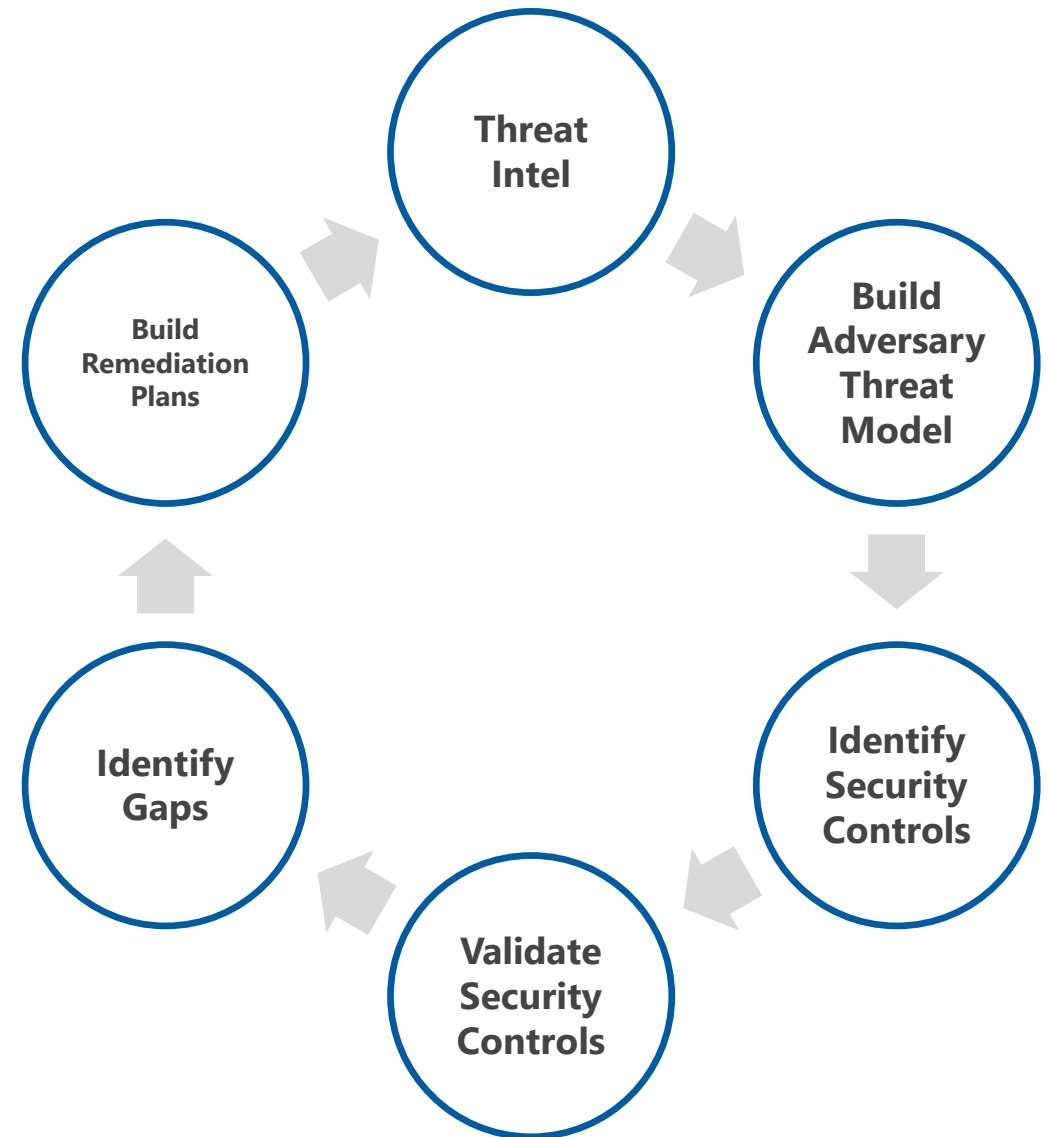 Threat
Intel
Build
Adversary
Threat
Model
Identify
Security
Controls
Validate
Security
Controls
Identify
Gaps
Build
Remediation
Plans